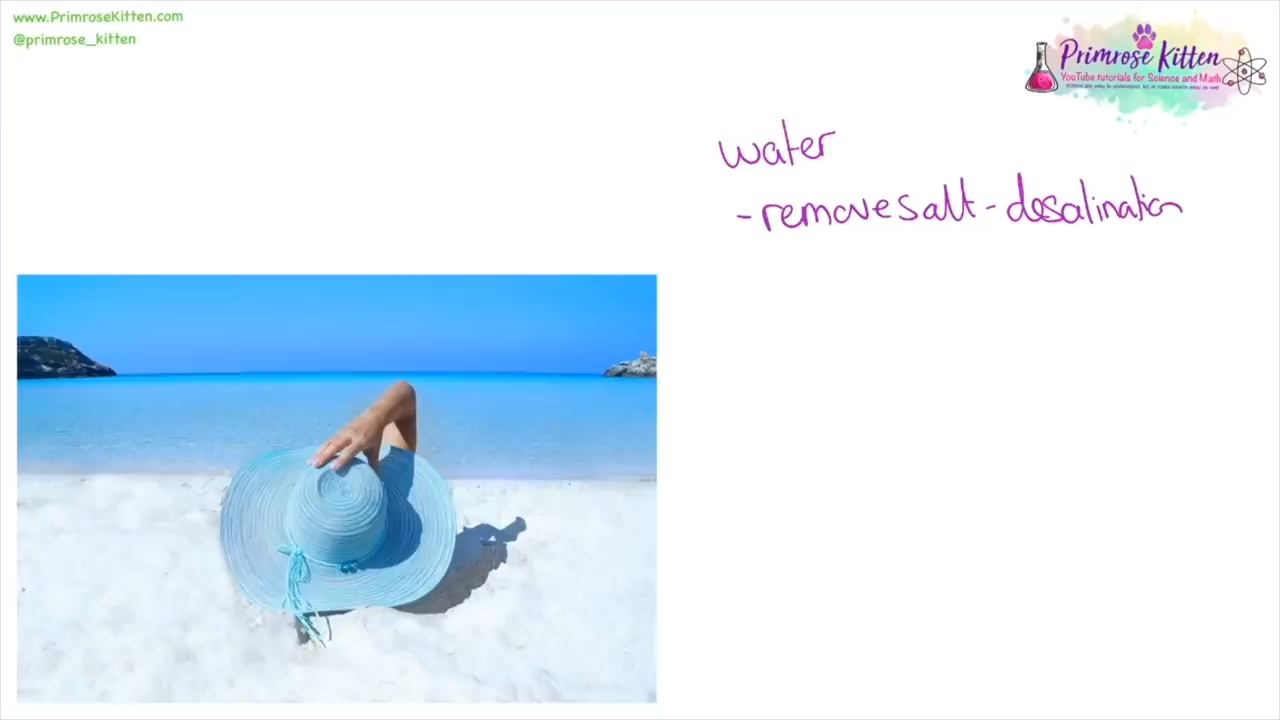 www.PrimroseKitten.com
@primrose_kitten
Primrose Kitten
YouTube tutorials for Science and Math
water
- remove salt - desalination